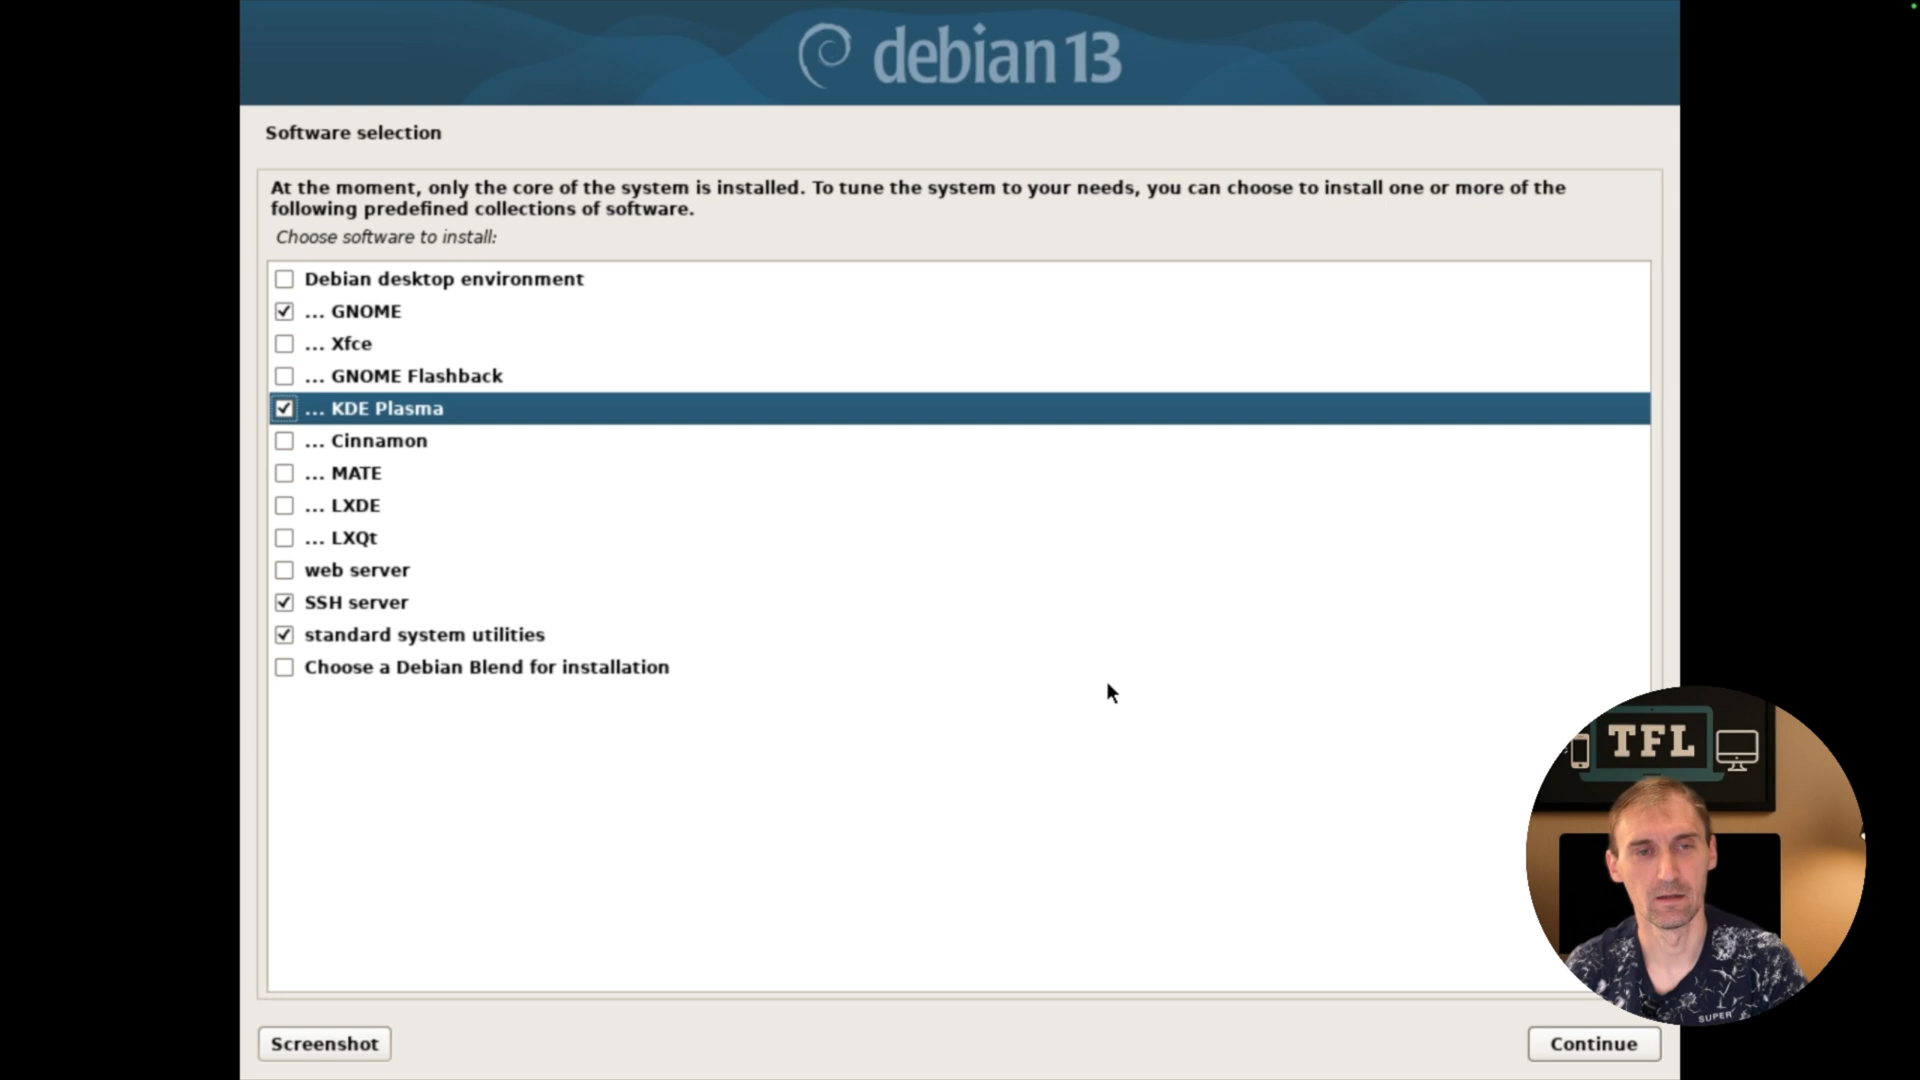 debian 13
Software selection
At the moment, only the core of the system is installed. To tune the system to your needs, you can choose to install one or more of the
following predefined collections of software.
Choose software to install:
Debian desktop environment
... GNOME
... Xfce
... GNOME Flashback
... KDE Plasma
... Cinnamon
... MATE
... LXDE
... LXQt
web server
SSH server
standard system utilities
Choose a Debian Blend for installation
TFL
SUPER
Screenshot
Continue